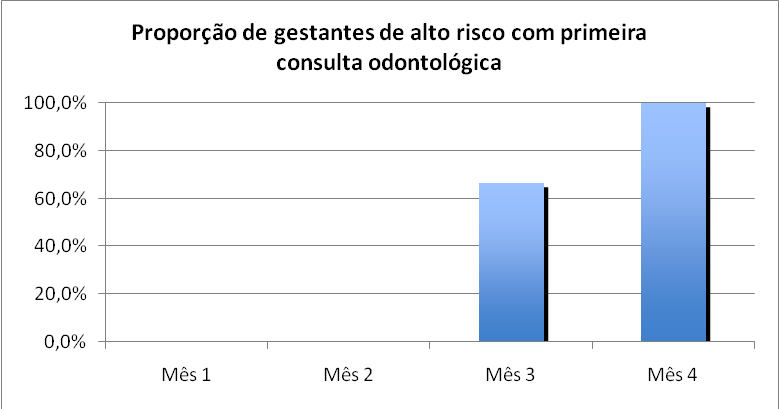 Proporção de gestantes de alto risco com primeira
consulta odontológica
100,0%
80,0%
60,0%
40,0%
20,0%
0,0%
Mês 1 Mês 2 Mês 3 Mês 4